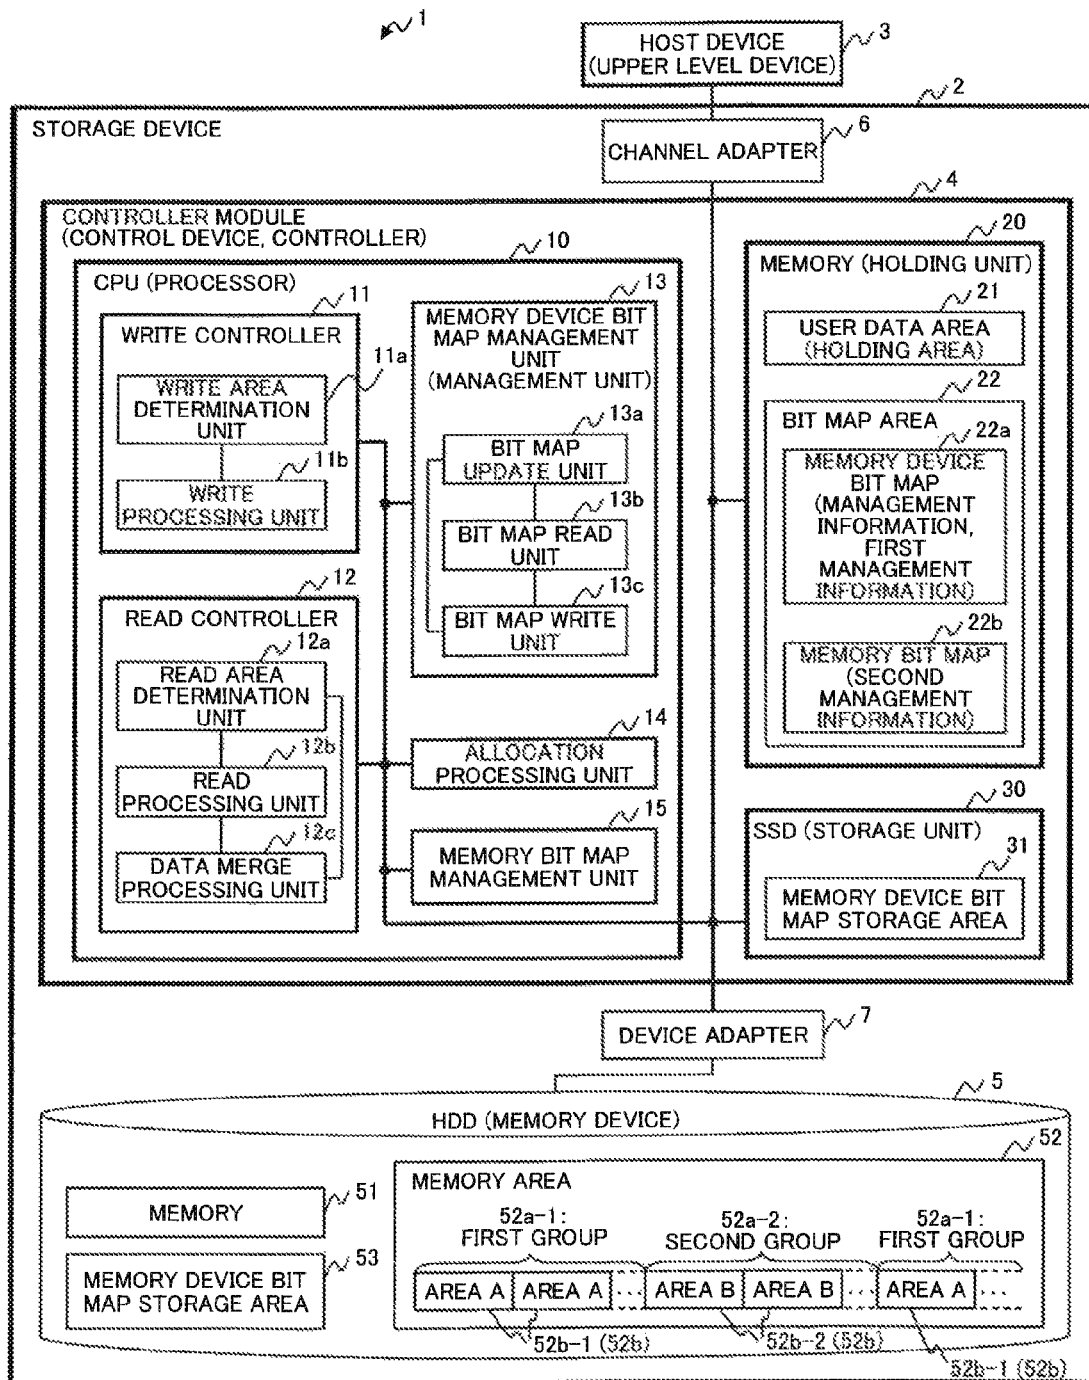 1
3
HOST DEVICE
(UPPER LEVEL DEVICE)
2
STORAGE DEVICE
6
CHANNEL ADAPTER
4
CONTROLLER MODULE
(CONTROL DEVICE, CONTROLLER)
10
CPU (PROCESSOR)
11
WRITE CONTROLLER
11a
WRITE AREA
DETERMINATION
UNIT
11b
WRITE
PROCESSING UNIT
12
READ CONTROLLER
12a
READ AREA
DETERMINATION
UNIT
12b
READ
PROCESSING UNIT
12c
DATA MERGE
PROCESSING UNIT
13
MEMORY DEVICE BIT
MAP MANAGEMENT
UNIT
(MANAGEMENT UNIT)
13a
BIT MAP
UPDATE UNIT
13b
BIT MAP READ
UNIT
13c
BIT MAP WRITE
UNIT
14
ALLOCATION
PROCESSING UNIT
15
MEMORY BIT MAP
MANAGEMENT UNIT
20
MEMORY (HOLDING UNIT)
21
USER DATA AREA
(HOLDING AREA)
22
BIT MAP AREA
22a
MEMORY DEVICE
BIT MAP
(MANAGEMENT
INFORMATION,
FIRST
MANAGEMENT
INFORMATION)
22b
MEMORY BIT MAP
(SECOND
MANAGEMENT
INFORMATION)
30
SSD (STORAGE UNIT)
31
MEMORY DEVICE BIT
MAP STORAGE AREA
7
DEVICE ADAPTER
5
HDD (MEMORY DEVICE)
51
MEMORY
53
MEMORY DEVICE BIT
MAP STORAGE AREA
52
MEMORY AREA
52a-1: 52a-2: 52a-1:
FIRST GROUP SECOND GROUP FIRST GROUP
AREA A AREA A ··· AREA B AREA B ··· AREA A ···
52b-1 (52b) 52b-2 (52b)
52b-1 (52b)